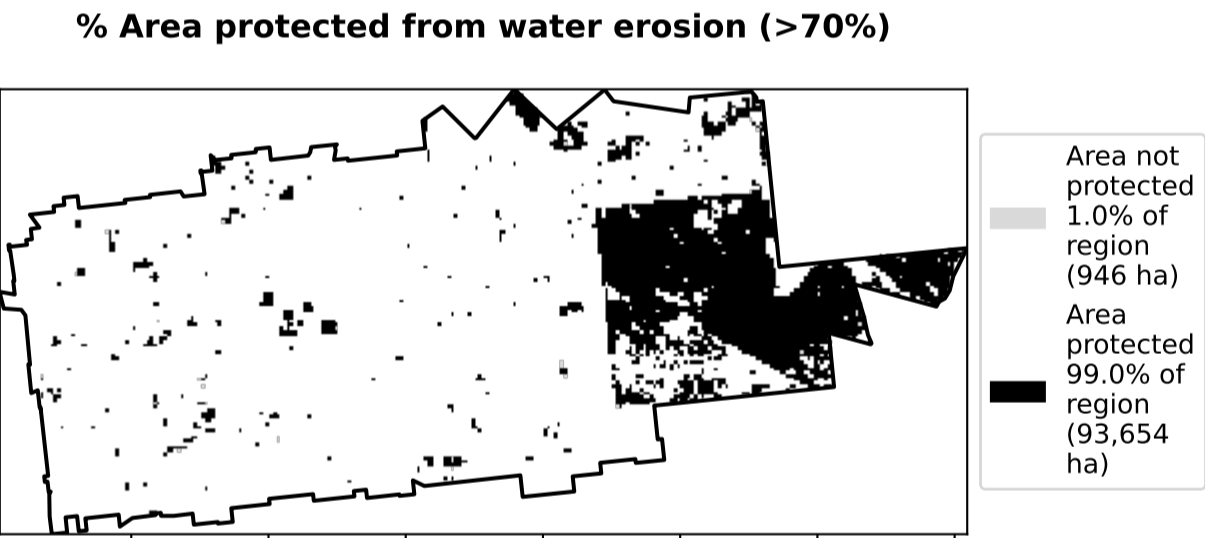 % Area protected from water erosion (>70%)
Area not
protected
1.0% of
region
(946 ha)
Area
protected
99.0% of
region
(93,654
ha)